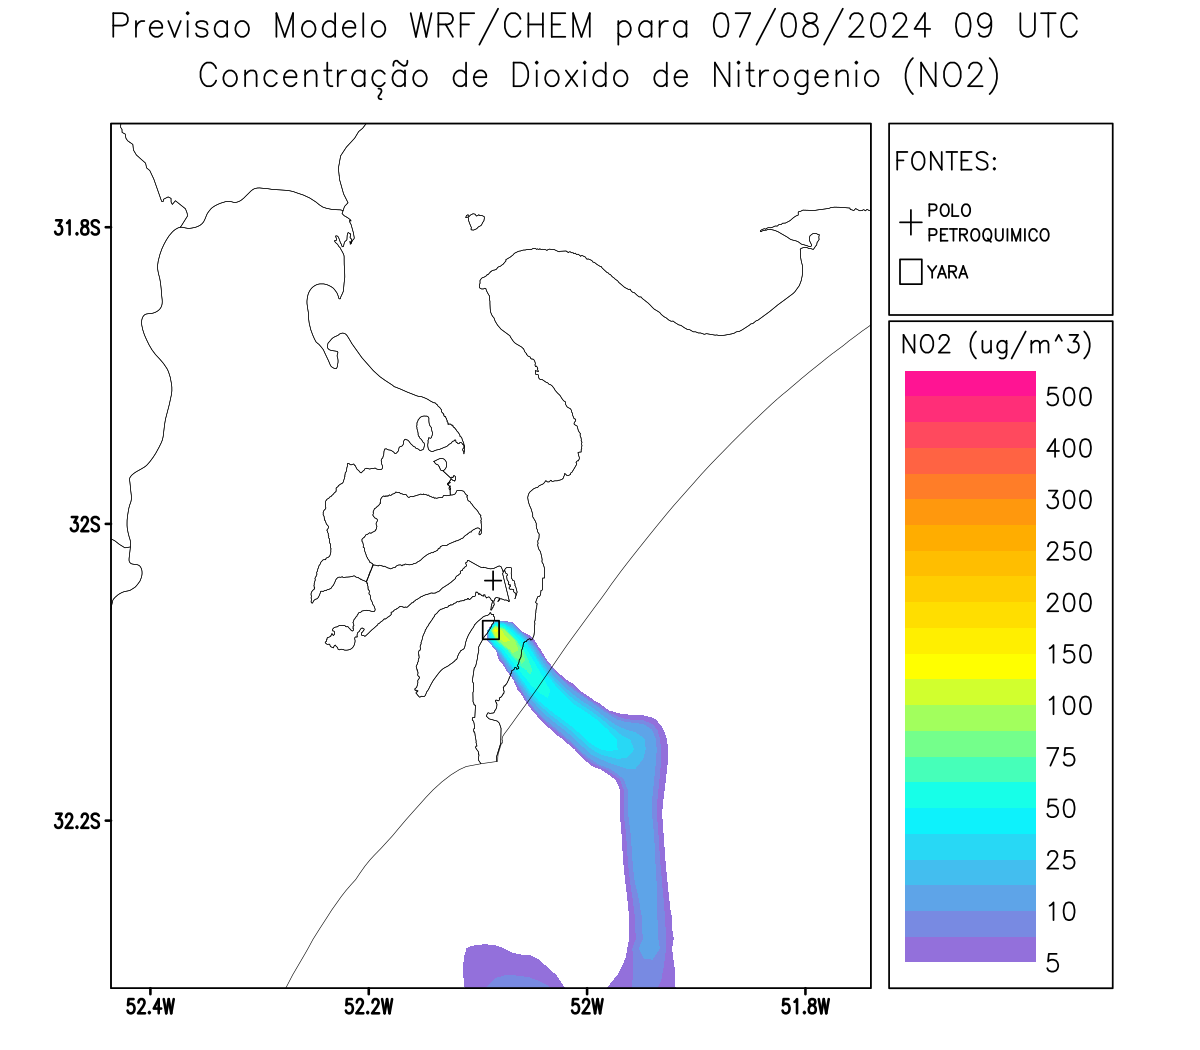 Previsao Modelo WRF/CHEM para 07/08/2024 09 UTC
Concentração de Dioxido de Nitrogenio (NO2)
FONTES:
POLO
PETROQUIMICO
YARA
NO2 (ug/m^3)
500
400
300
250
200
150
100
75
50
25
10
5
31.8S
32S
32.2S
52.4W
52.2W
52W
51.8W